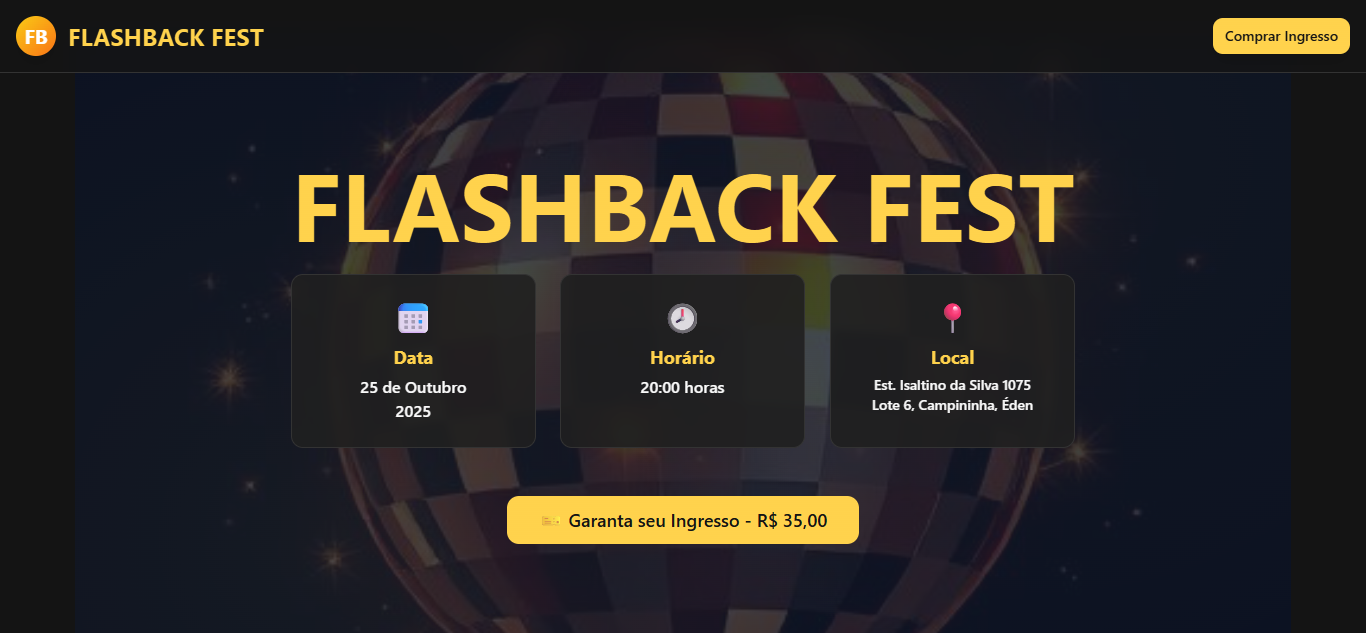 FB FLASHBACK FEST
Comprar Ingresso
FLASHBACK FEST
Data
25 de Outubro
2025
Horário
20:00 horas
Local
Est. Isaltino da Silva 1075
Lote 6, Campininha, Éden
Garanta seu Ingresso - R$ 35,00